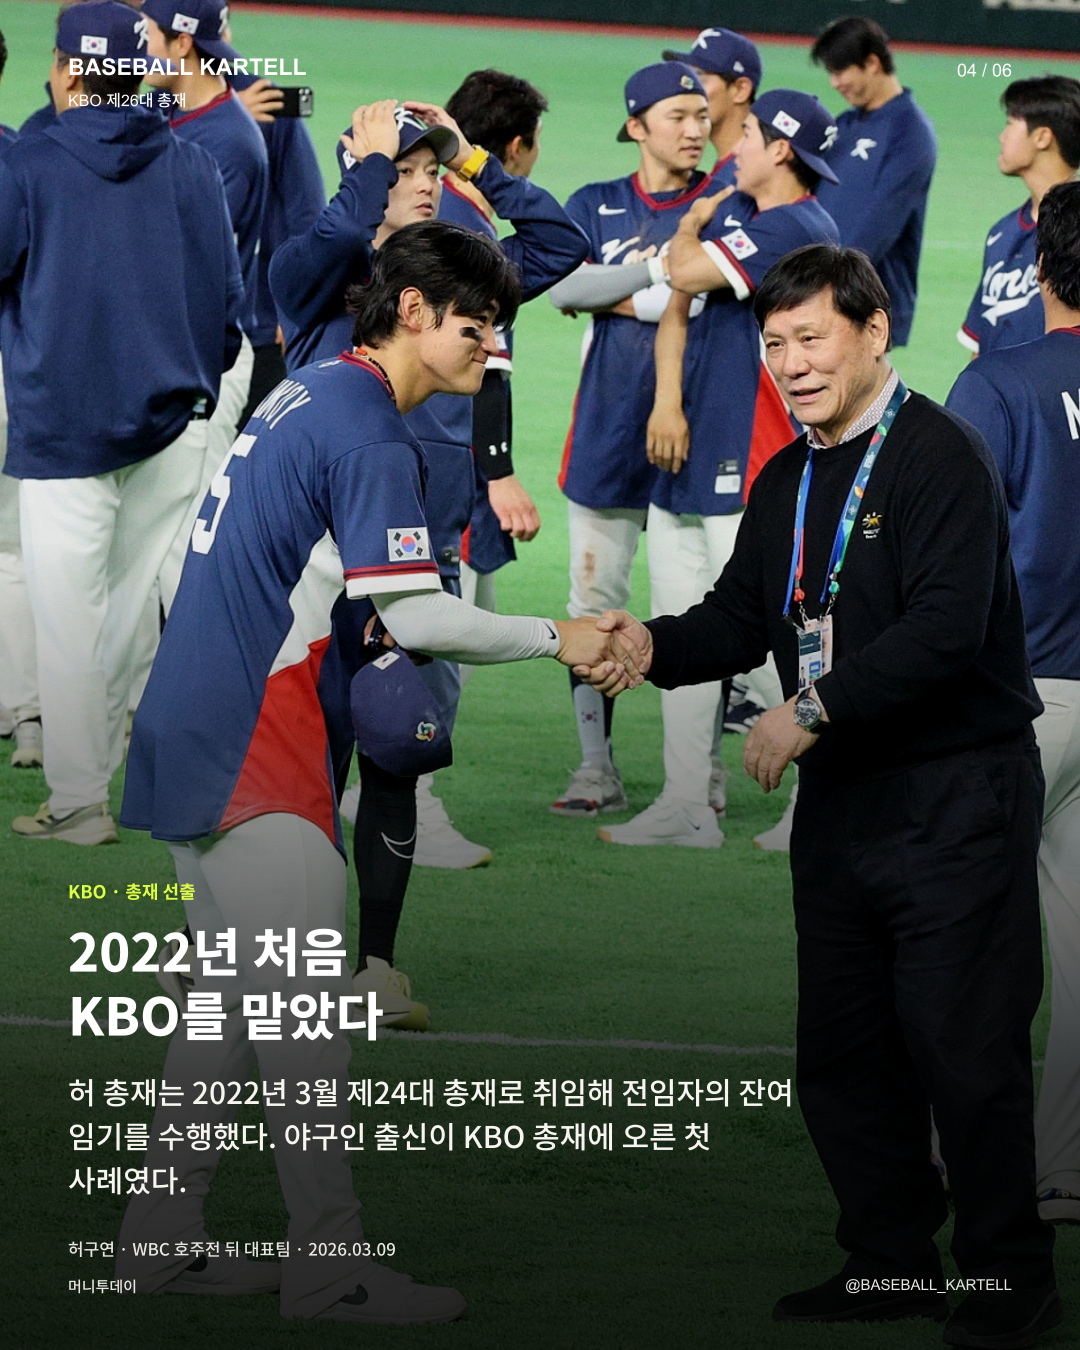 BASEBALL KARTELL
KBO 제26대 총재
04 / 06
Korea
5
KBO · 총재 선출
2022년 처음
KBO를 맡았다
허 총재는 2022년 3월 제24대 총재로 취임해 전임자의 잔여
임기를 수행했다. 야구인 출신이 KBO 총재에 오른 첫
사례였다.
허구연 · WBC 호주전 뒤 대표팀 · 2026.03.09
머니투데이
@BASEBALL_KARTELL